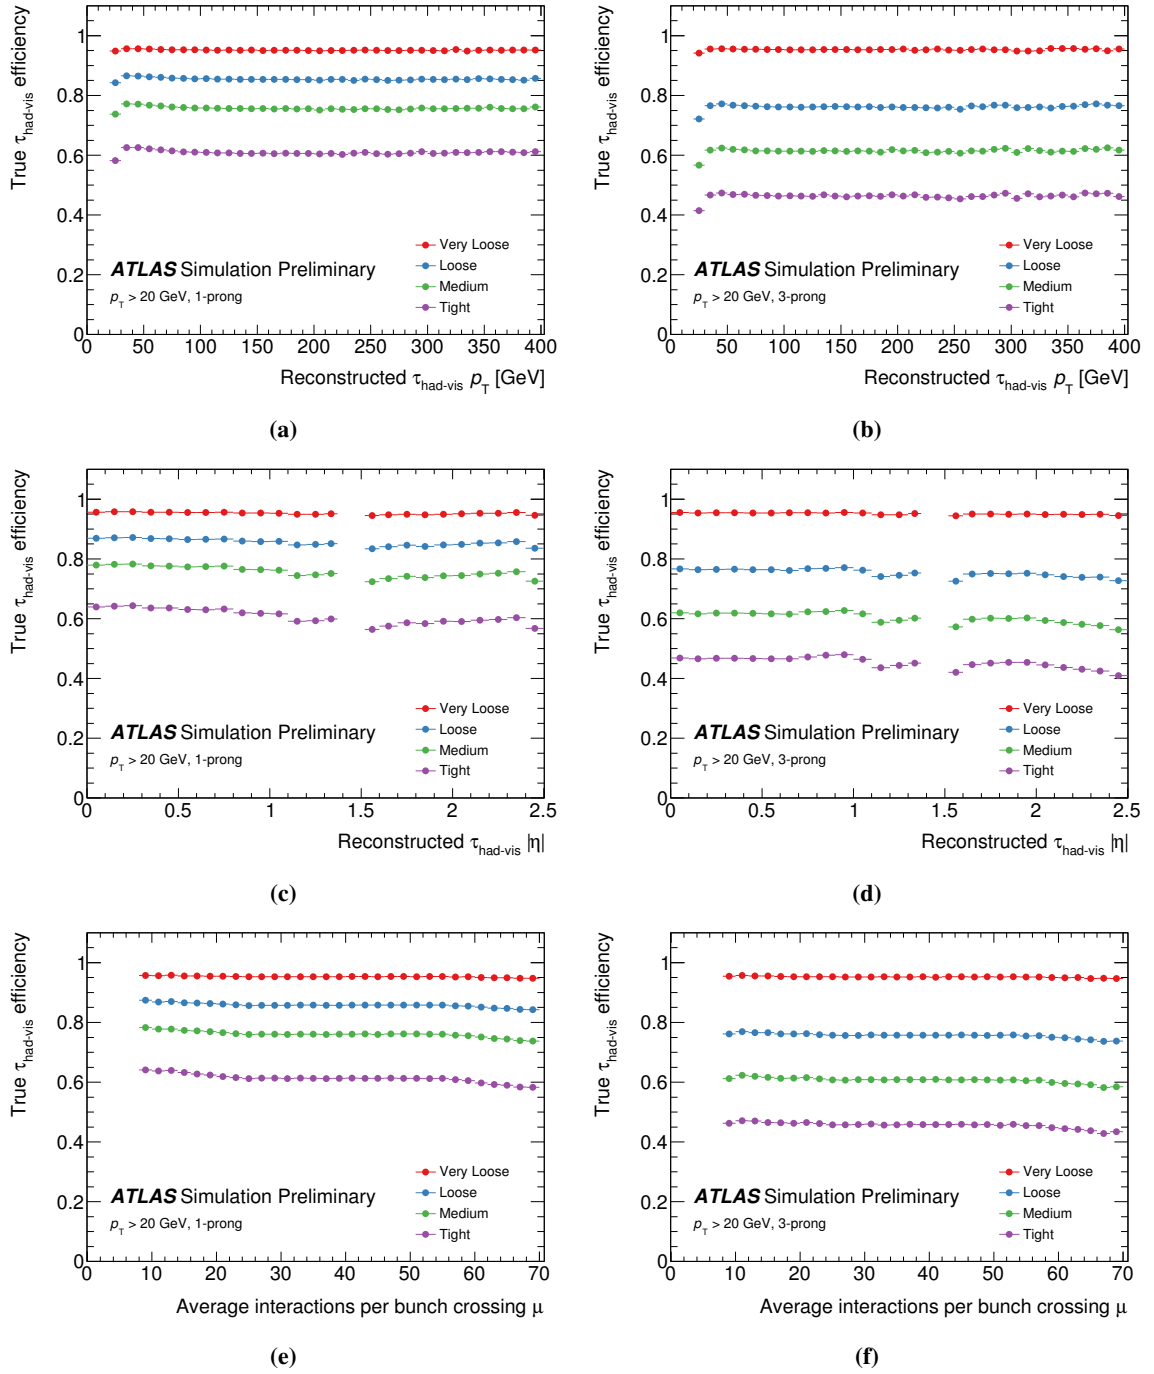 True τhad-vis efficiency
1
0.8
0.6
0.4
0.2
0
ATLAS Simulation Preliminary
pT > 20 GeV, 1-prong
Very Loose
Loose
Medium
Tight
0 50 100 150 200 250 300 350 400
Reconstructed τhad-vis pT [GeV]
(a)
True τhad-vis efficiency
1
0.8
0.6
0.4
0.2
0
ATLAS Simulation Preliminary
pT > 20 GeV, 3-prong
Very Loose
Loose
Medium
Tight
0 50 100 150 200 250 300 350 400
Reconstructed τhad-vis pT [GeV]
(b)
True τhad-vis efficiency
1
0.8
0.6
0.4
0.2
0
ATLAS Simulation Preliminary
pT > 20 GeV, 1-prong
Very Loose
Loose
Medium
Tight
0 0.5 1 1.5 2 2.5
Reconstructed τhad-vis |η|
(c)
True τhad-vis efficiency
1
0.8
0.6
0.4
0.2
0
ATLAS Simulation Preliminary
pT > 20 GeV, 3-prong
Very Loose
Loose
Medium
Tight
0 0.5 1 1.5 2 2.5
Reconstructed τhad-vis |η|
(d)
True τhad-vis efficiency
1
0.8
0.6
0.4
0.2
0
ATLAS Simulation Preliminary
pT > 20 GeV, 1-prong
Very Loose
Loose
Medium
Tight
0 10 20 30 40 50 60 70
Average interactions per bunch crossing μ
(e)
True τhad-vis efficiency
1
0.8
0.6
0.4
0.2
0
ATLAS Simulation Preliminary
pT > 20 GeV, 3-prong
Very Loose
Loose
Medium
Tight
0 10 20 30 40 50 60 70
Average interactions per bunch crossing μ
(f)